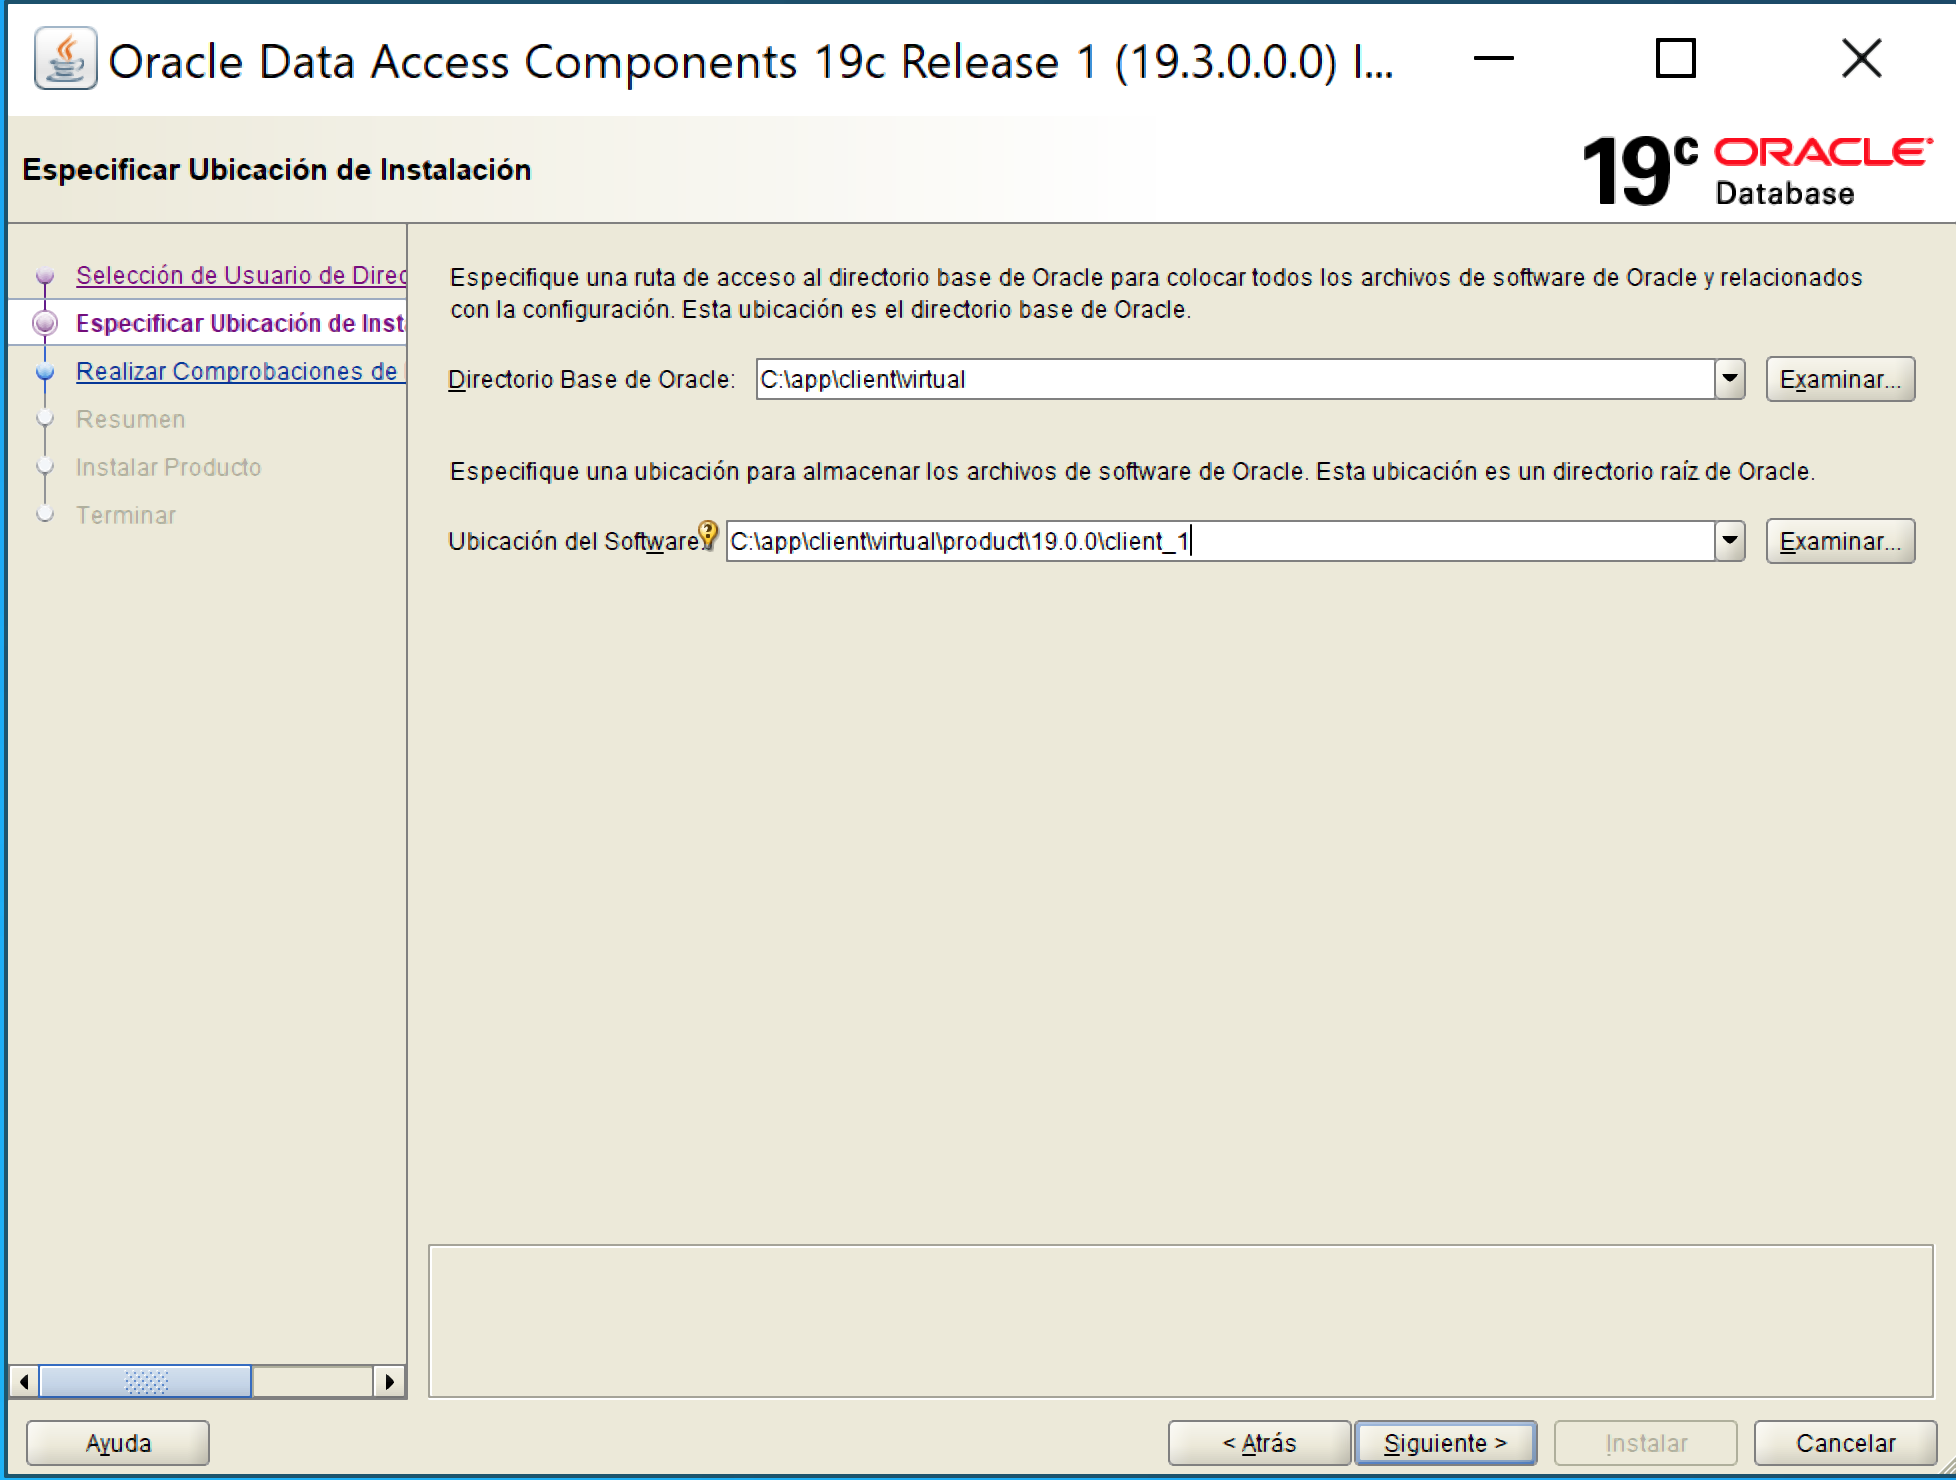 Oracle Data Access Components 19c Release 1 (19.3.0.0.0) I...
Especificar Ubicación de Instalación
19c ORACLE
Database
Selección de Usuario de Direc
Especificar Ubicación de Inst
Realizar Comprobaciones de
Resumen
Instalar Producto
Terminar
Especifique una ruta de acceso al directorio base de Oracle para colocar todos los archivos de software de Oracle y relacionados
con la configuración. Esta ubicación es el directorio base de Oracle.
Directorio Base de Oracle: C:\app\client\virtual Examinar...
Especifique una ubicación para almacenar los archivos de software de Oracle. Esta ubicación es un directorio raíz de Oracle.
Ubicación del Software: C:\app\client\virtual\product\19.0.0\client_1 Examinar...
Ayuda < Atrás Siguiente > Instalar Cancelar